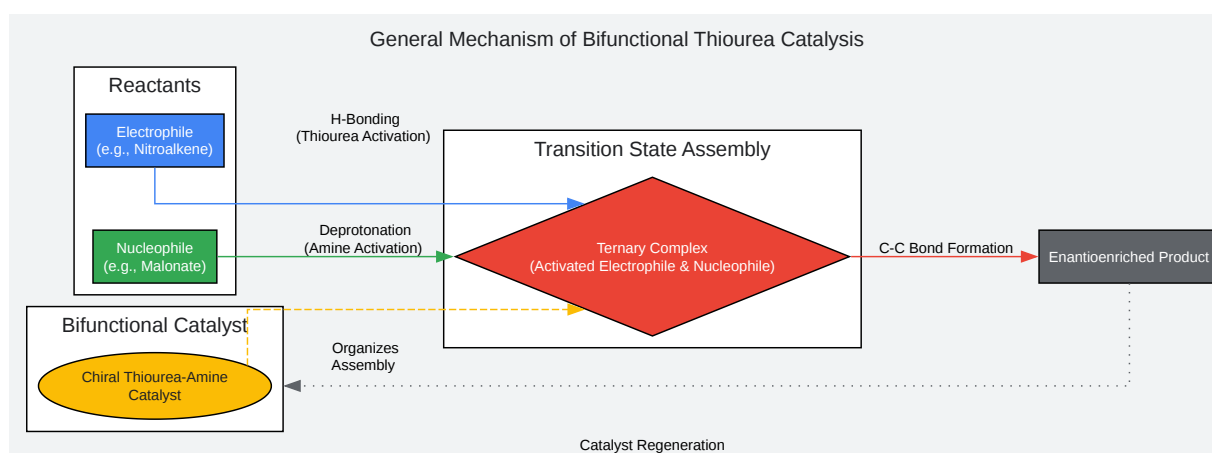 General Mechanism of Bifunctional Thiourea Catalysis
Reactants
Electrophile
(e.g., Nitroalkene)
H-Bonding
(Thiourea Activation)
Transition State Assembly
Nucleophile
(e.g., Malonate)
Deprotonation
(Amine Activation)
Ternary Complex
(Activated Electrophile & Nucleophile)
C-C Bond Formation
Enantioenriched Product
Bifunctional Catalyst
Chiral Thiourea-Amine
Catalyst
Organizes
Assembly
Catalyst Regeneration